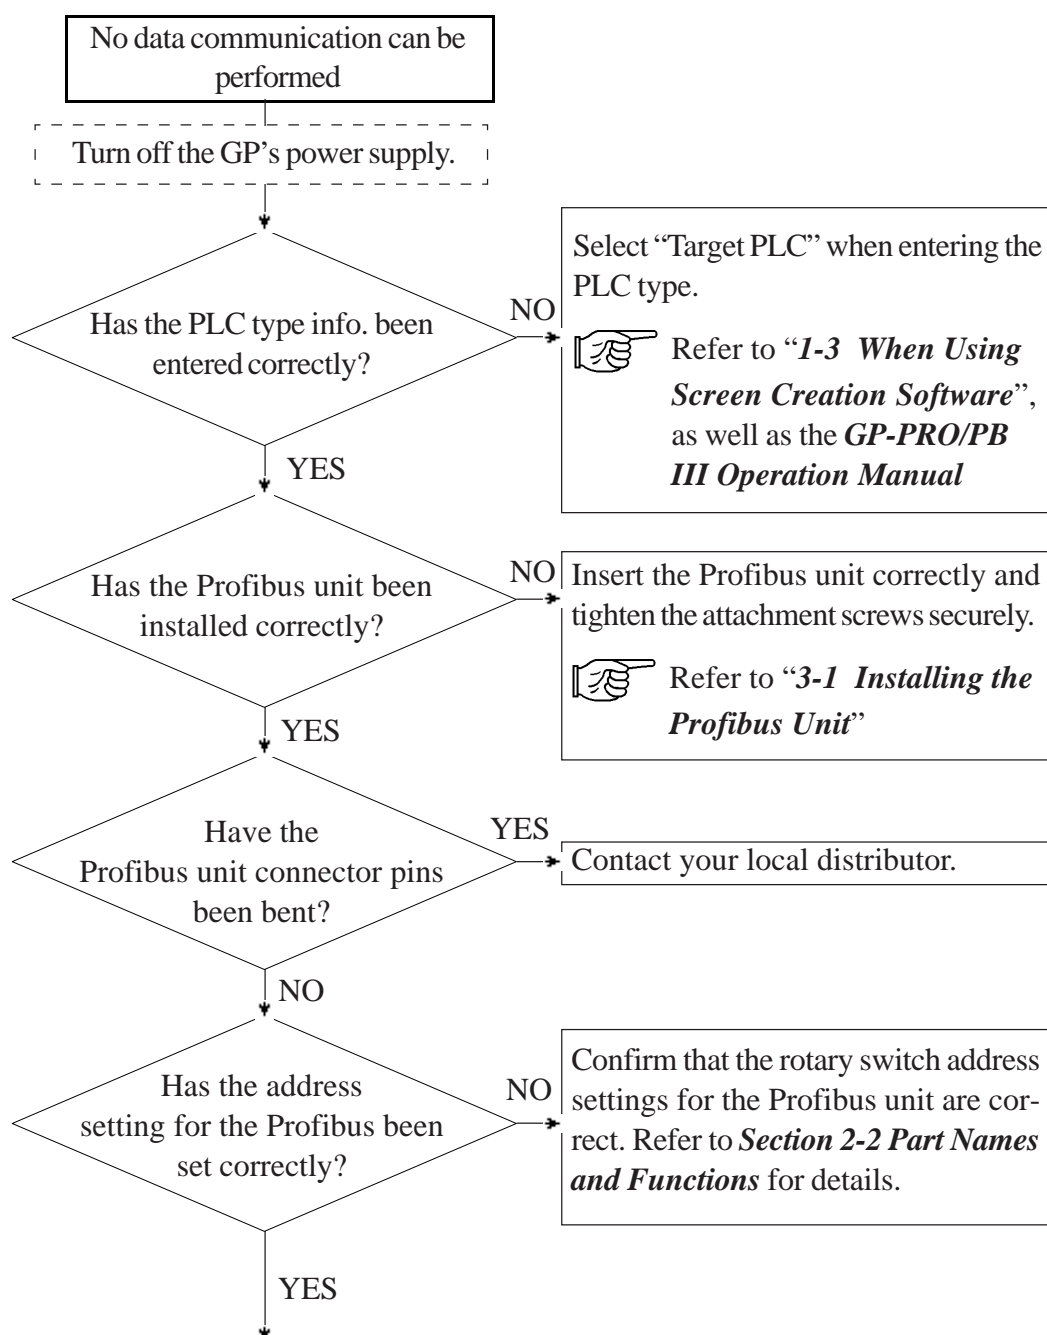 No data communication can be
performed
Turn off the GP's power supply.
Has the PLC type info. been
entered correctly?
NO
Select “Target PLC” when entering the
PLC type.
Refer to “1-3 When Using
Screen Creation Software”,
as well as the GP-PRO/PB
III Operation Manual
YES
Has the Profibus unit been
installed correctly?
NO
Insert the Profibus unit correctly and
tighten the attachment screws securely.
Refer to “3-1 Installing the
Profibus Unit”
YES
Have the
Profibus unit connector pins
been bent?
YES
Contact your local distributor.
NO
Has the address
setting for the Profibus been
set correctly?
NO
Confirm that the rotary switch address
settings for the Profibus unit are cor-
rect. Refer to Section 2-2 Part Names
and Functions for details.
YES